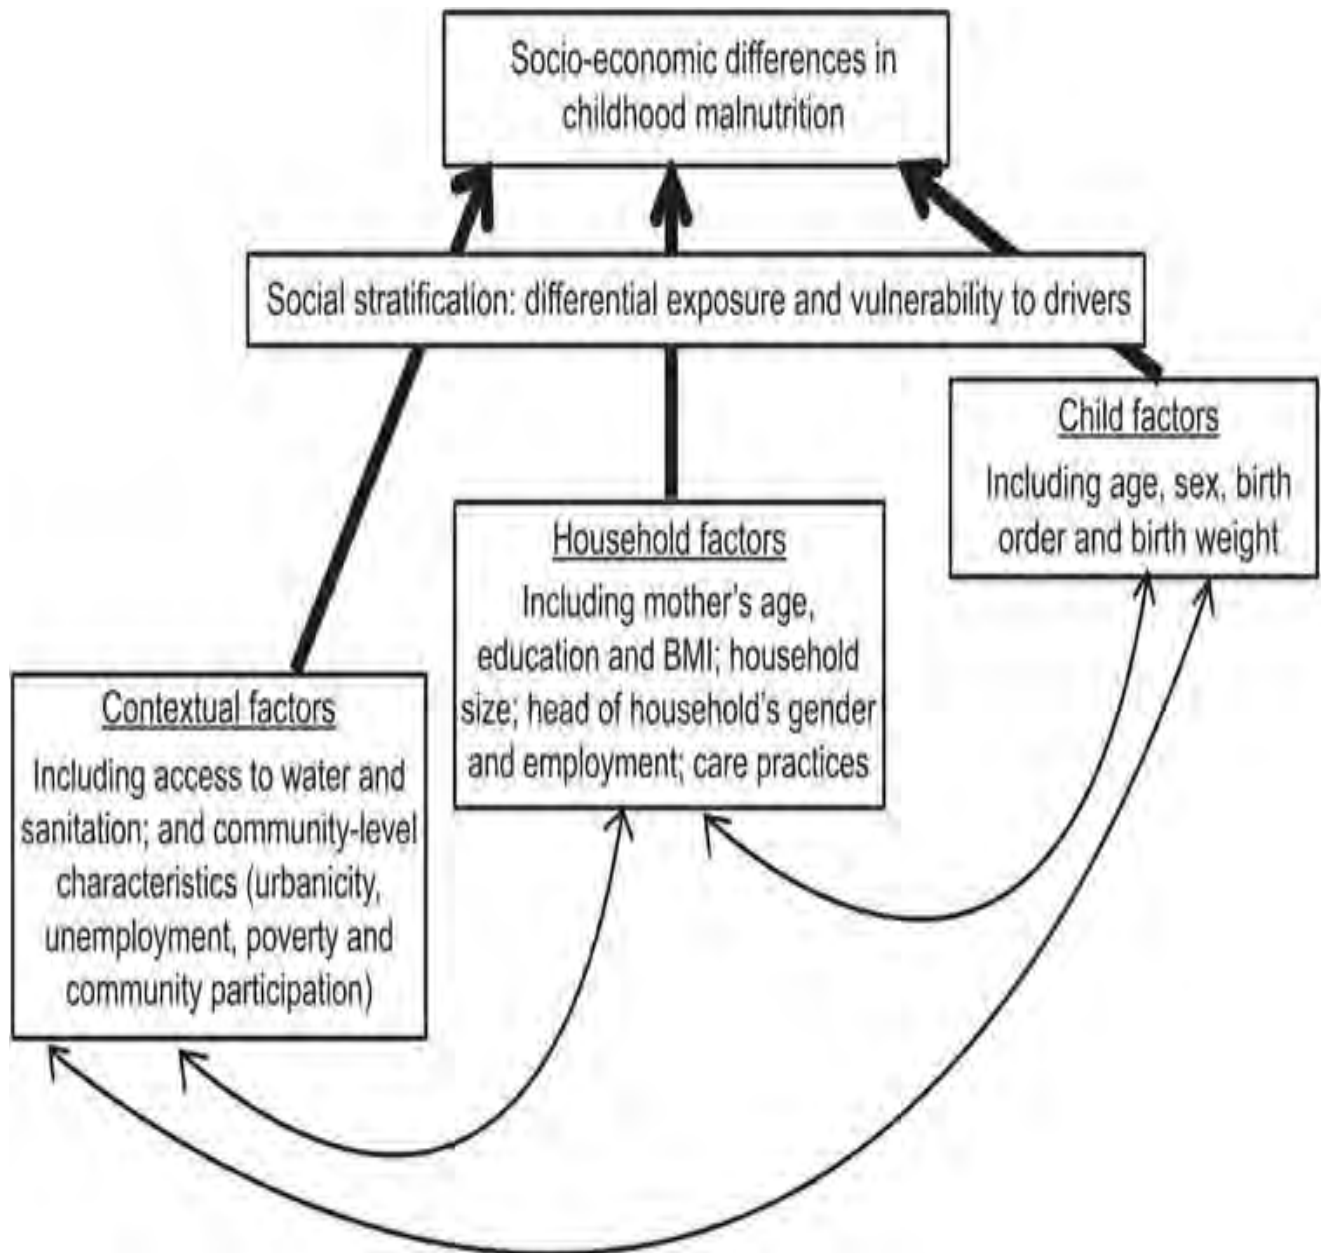 Socio-economic differences in
childhood malnutrition
Social stratification: differential exposure and vulnerability to drivers
Child factors
Including age, sex, birth
order and birth weight
Household factors
Including mother's age,
education and BMI; household
size; head of household's gender
and employment; care practices
Contextual factors
Including access to water and
sanitation; and community-level
characteristics (urbanicity,
unemployment, poverty and
community participation)